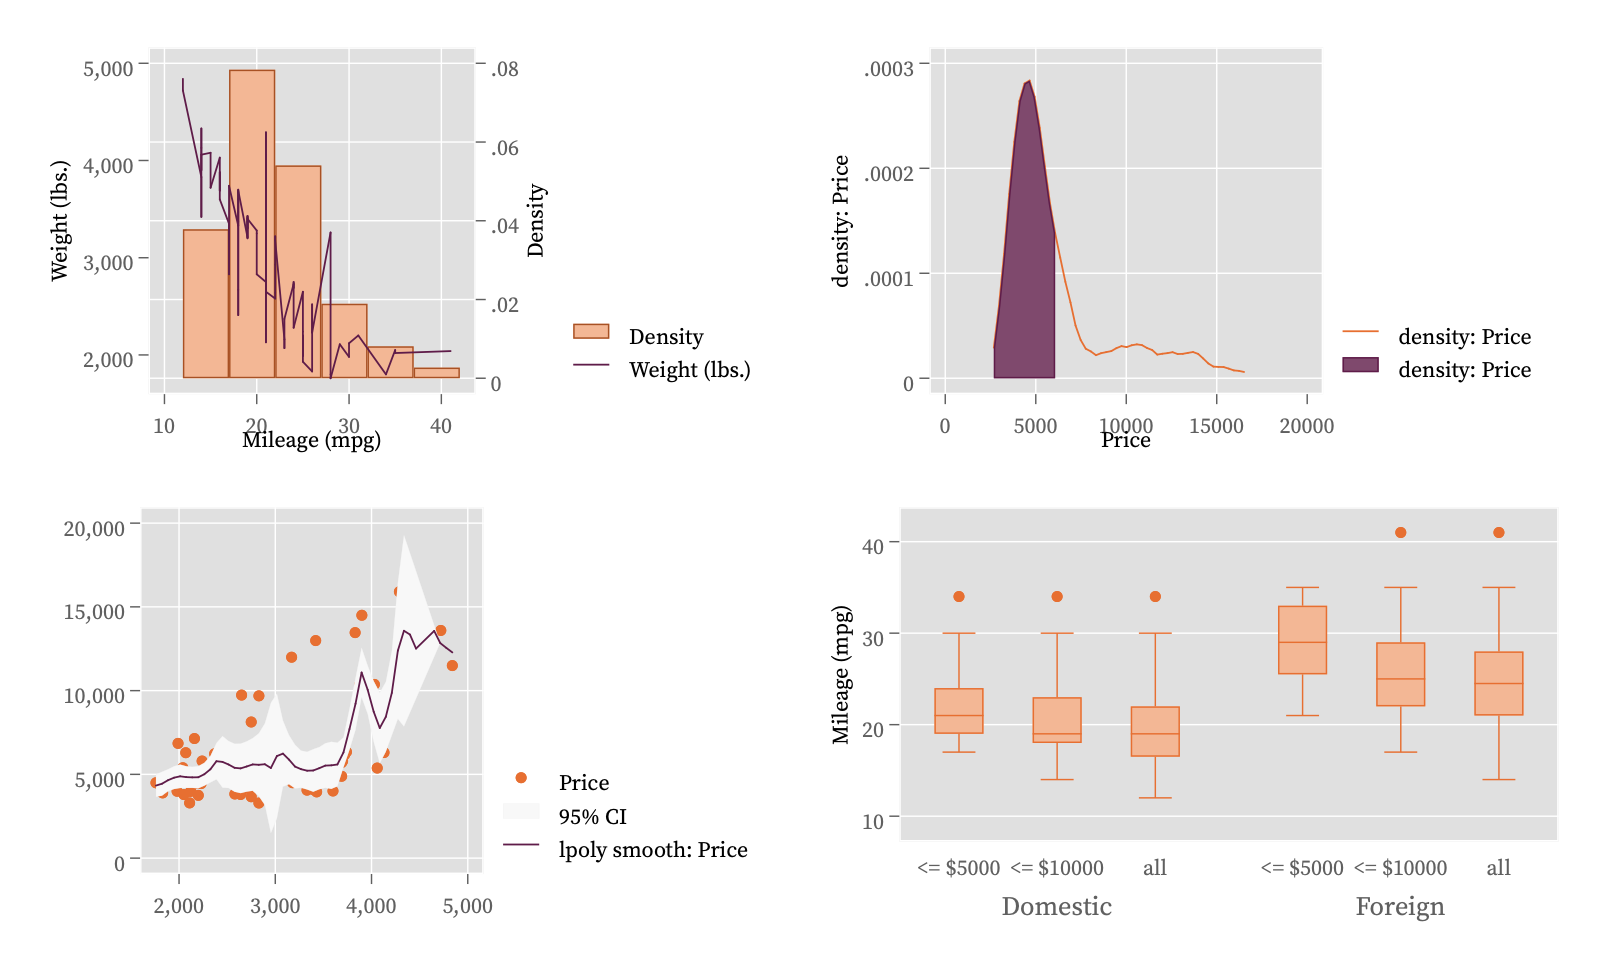 5,000
4,000
3,000
2,000
Weight (lbs.)
.08
.06
.04
.02
0
Density
10 20 30 40
Mileage (mpg)
Density
Weight (lbs.)
.0003
.0002
.0001
0
density: Price
0 5000 10000 15000 20000
Price
density: Price
density: Price
20,000
15,000
10,000
5,000
0
2,000 3,000 4,000 5,000
Price
95% CI
lpoly smooth: Price
40
30
20
10
Mileage (mpg)
<= $5000 <= $10000 all <= $5000 <= $10000 all
Domestic Foreign